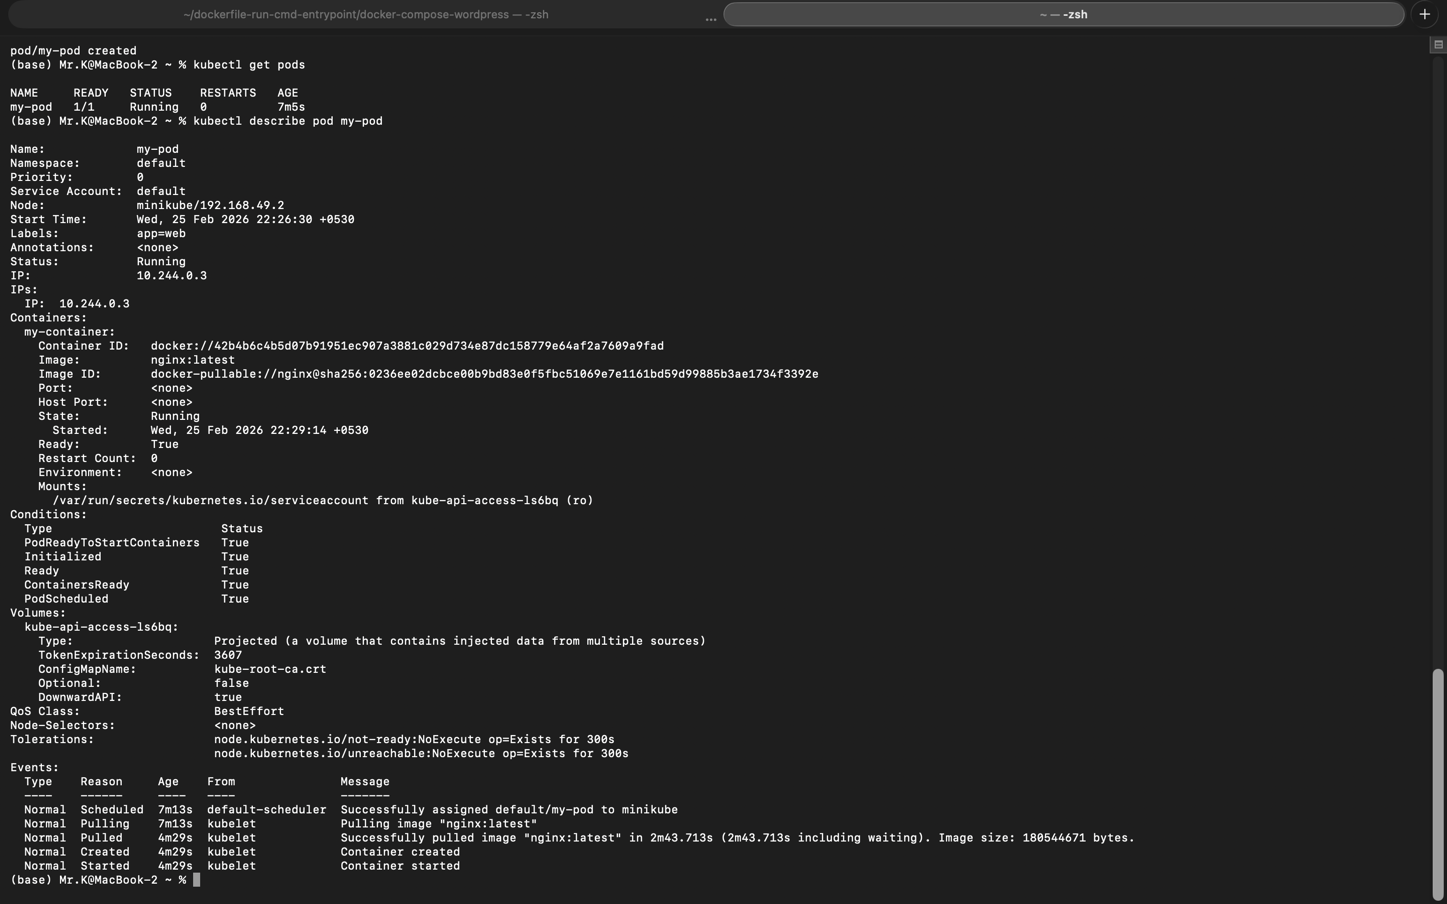 ~/dockerfile-run-cmd-entrypoint/docker-compose-wordpress — -zsh
...
~ — -zsh
+
pod/my-pod created
(base) Mr.K@MacBook-2 ~ % kubectl get pods
NAME     READY   STATUS    RESTARTS   AGE
my-pod   1/1     Running   0          7m5s
(base) Mr.K@MacBook-2 ~ % kubectl describe pod my-pod
Name:             my-pod
Namespace:        default
Priority:         0
Service Account:  default
Node:             minikube/192.168.49.2
Start Time:       Wed, 25 Feb 2026 22:26:30 +0530
Labels:           app=web
Annotations:      <none>
Status:           Running
IP:               10.244.0.3
IPs:
  IP:  10.244.0.3
Containers:
  my-container:
    Container ID:   docker://42b4b6c4b5d07b91951ec907a3881c029d734e87dc158779e64af2a7609a9fad
    Image:          nginx:latest
    Image ID:       docker-pullable://nginx@sha256:0236ee02dcbce00b9bd83e0f5fbc51069e7e1161bd59d99885b3ae1734f3392e
    Port:           <none>
    Host Port:      <none>
    State:          Running
      Started:      Wed, 25 Feb 2026 22:29:14 +0530
    Ready:          True
    Restart Count:  0
    Environment:    <none>
    Mounts:
      /var/run/secrets/kubernetes.io/serviceaccount from kube-api-access-ls6bq (ro)
Conditions:
  Type                        Status
  PodReadyToStartContainers   True
  Initialized                 True
  Ready                       True
  ContainersReady             True
  PodScheduled                True
Volumes:
  kube-api-access-ls6bq:
    Type:                    Projected (a volume that contains injected data from multiple sources)
    TokenExpirationSeconds:  3607
    ConfigMapName:           kube-root-ca.crt
    Optional:                false
    DownwardAPI:             true
QoS Class:                   BestEffort
Node-Selectors:              <none>
Tolerations:                 node.kubernetes.io/not-ready:NoExecute op=Exists for 300s
                             node.kubernetes.io/unreachable:NoExecute op=Exists for 300s
Events:
  Type    Reason     Age    From               Message
  ----    ------     ----   ----               -------
  Normal  Scheduled  7m13s  default-scheduler  Successfully assigned default/my-pod to minikube
  Normal  Pulling    7m13s  kubelet            Pulling image "nginx:latest"
  Normal  Pulled     4m29s  kubelet            Successfully pulled image "nginx:latest" in 2m43.713s (2m43.713s including waiting). Image size: 180544671 bytes.
  Normal  Created    4m29s  kubelet            Container created
  Normal  Started    4m29s  kubelet            Container started
(base) Mr.K@MacBook-2 ~ %